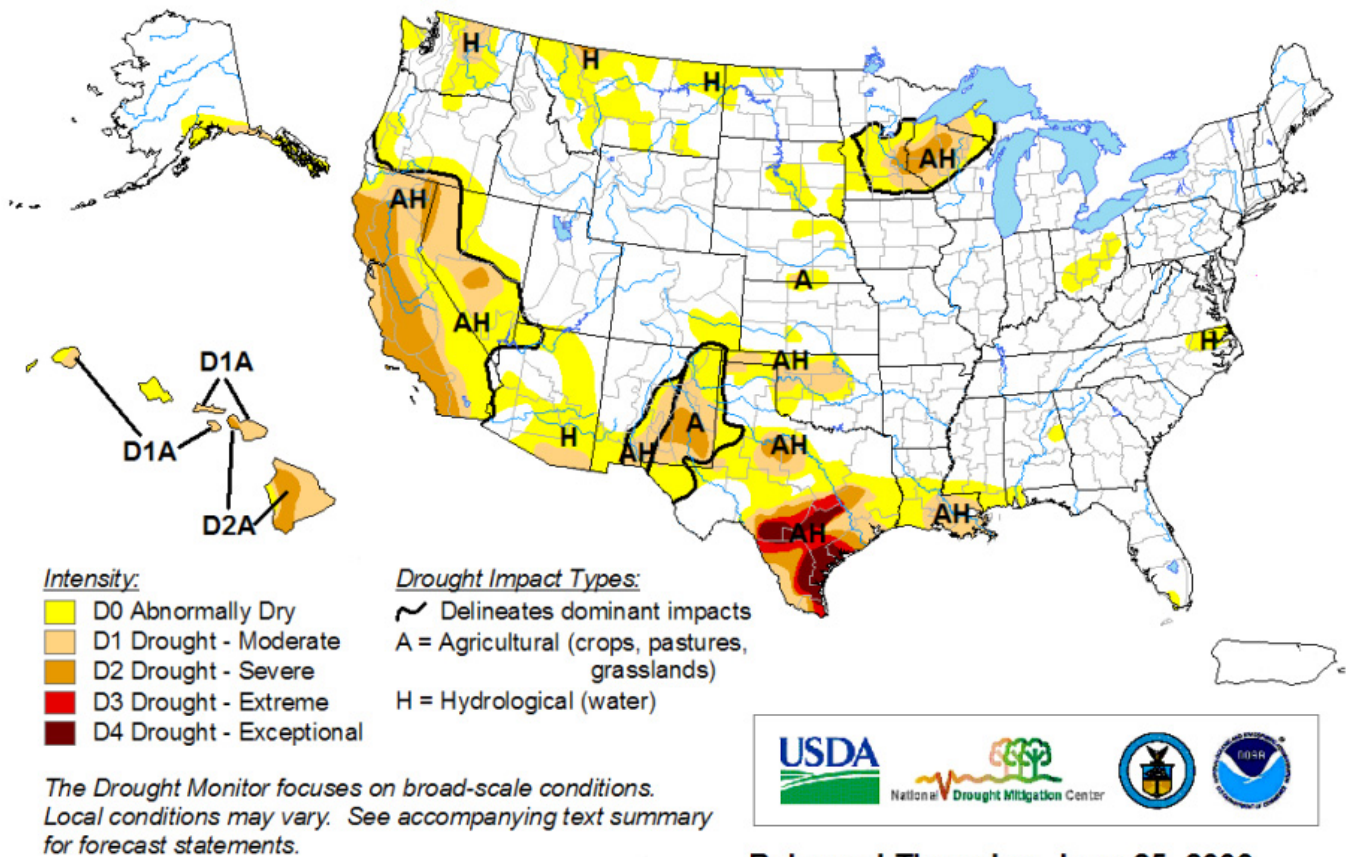 H
H
H
AH
AH
A
AH
AH
H
D1A
D1A
AH
H
A
AH
AH
D2A
AH
AH
Intensity:
D0 Abnormally Dry
D1 Drought - Moderate
D2 Drought - Severe
D3 Drought - Extreme
D4 Drought - Exceptional
Drought Impact Types:
Delineates dominant impacts
A = Agricultural (crops, pastures,
grasslands)
H = Hydrological (water)
The Drought Monitor focuses on broad-scale conditions.
Local conditions may vary. See accompanying text summary
for forecast statements.
USDA
National Drought Mitigation Center
NOAA